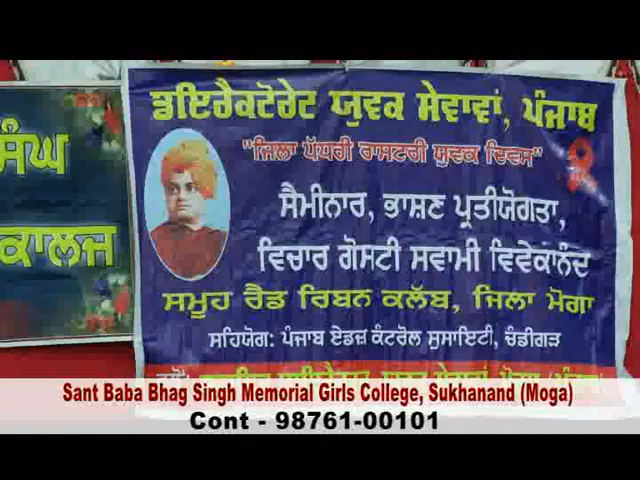 ਸਿੰਘ
ਕਾਲਜ
ਡਾਇਰੈਕਟੋਰੇਟ ਯੁਵਕ ਸੇਵਾਵਾਂ, ਪੰਜਾਬ
"ਜਿਲਾ ਪੱਧਰੀ ਰਾਸ਼ਟਰੀ ਯੁਵਕ ਦਿਵਸ"
ਸੈਮੀਨਾਰ, ਭਾਸ਼ਣ ਪ੍ਰਤੀਯੋਗਤਾ,
ਵਿਚਾਰ ਗੋਸਟੀ ਸਵਾਮੀ ਵਿਵੇਕਾਨੰਦ
ਸਮੂਹ ਰੈਡ ਰਿਬਨ ਕਲੱਬ, ਜਿਲਾ ਮੋਗਾ
ਸਹਿਯੋਗ: ਪੰਜਾਬ ਏਡਜ਼ ਕੰਟਰੋਲ ਸੁਸਾਇਟੀ, ਚੰਡੀਗੜ
Sant Baba Bhag Singh Memorial Girls College, Sukhanand (Moga)
Cont - 98761-00101